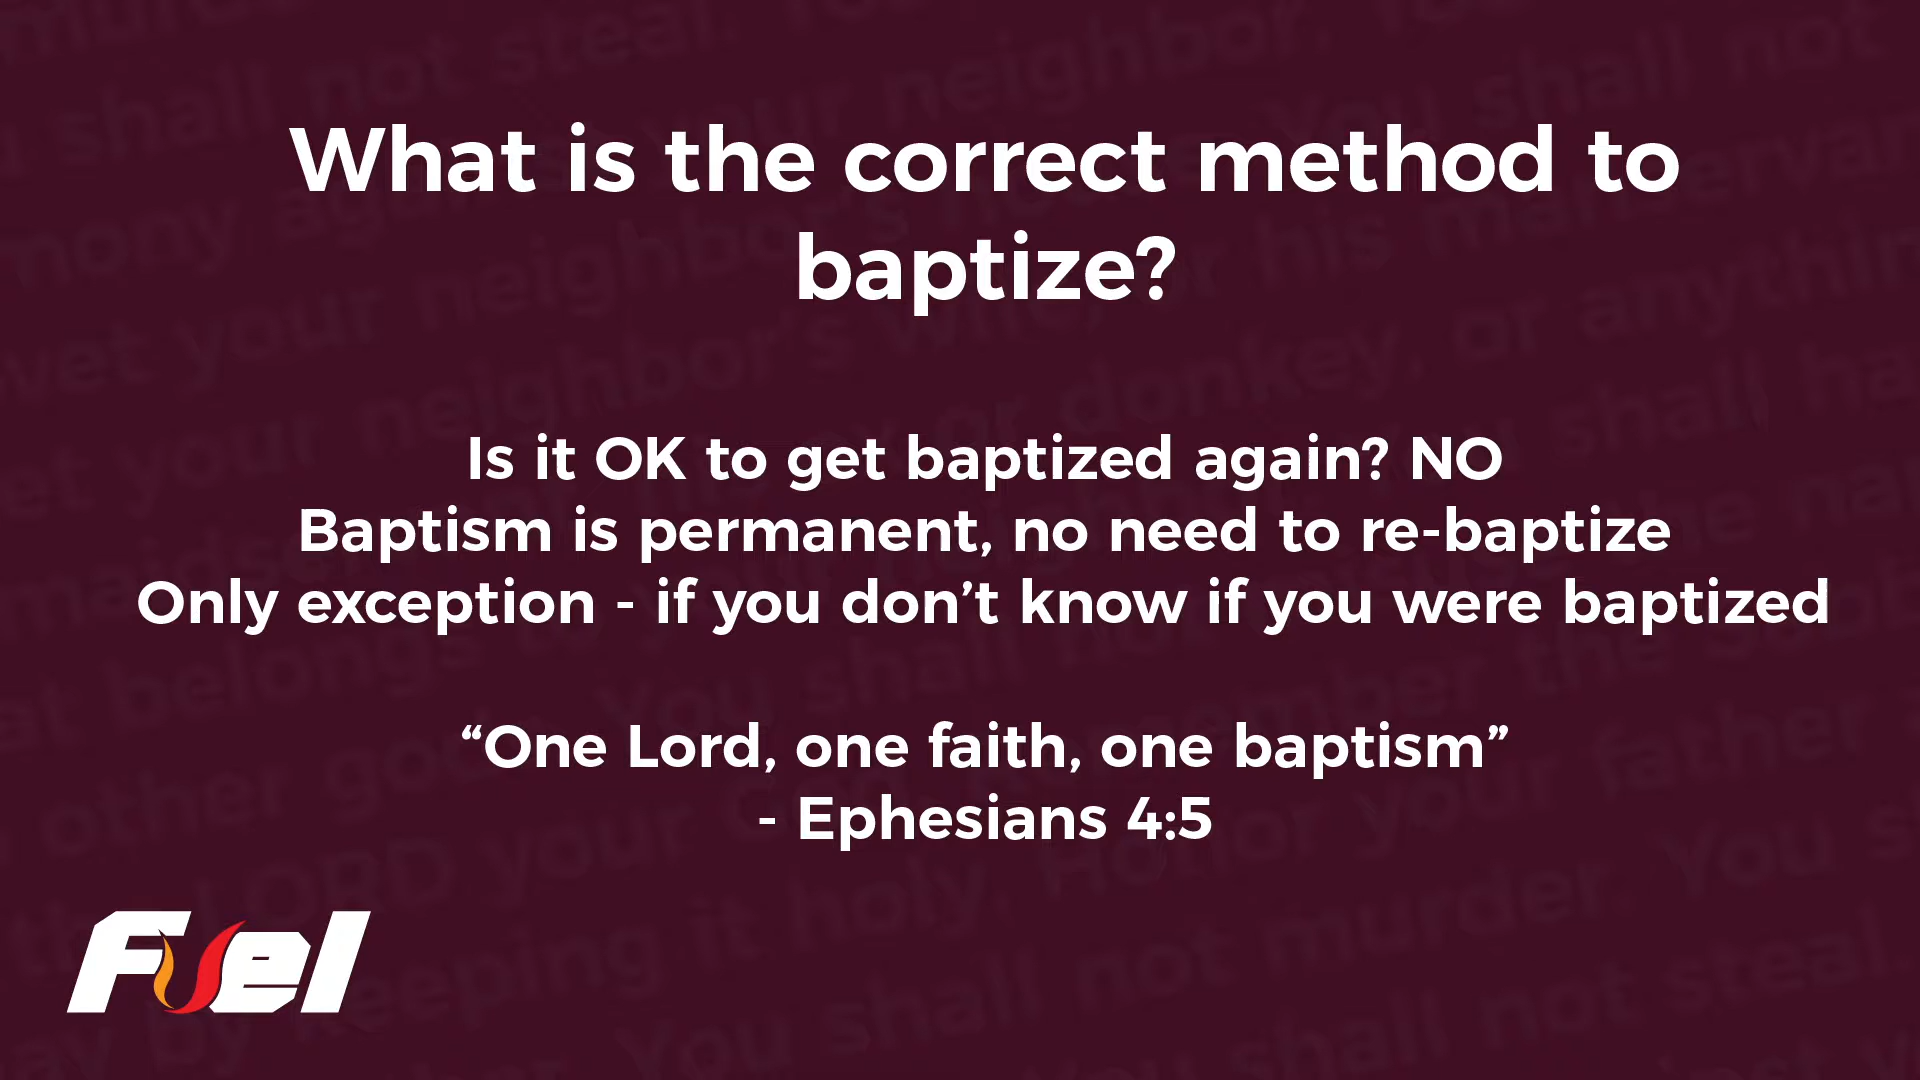 What is the correct method to
baptize?
Is it OK to get baptized again? NO
Baptism is permanent, no need to re-baptize
Only exception - if you don’t know if you were baptized
“One Lord, one faith, one baptism”
- Ephesians 4:5
Fuel